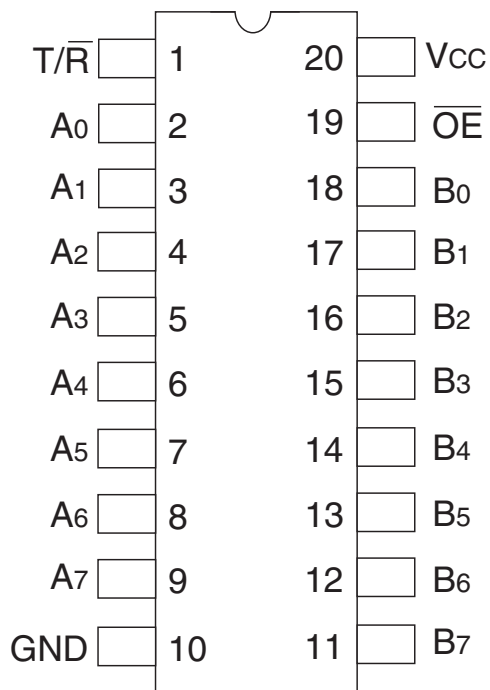 T/R̅ 1 20 VCC
A0 2 19 O̅E̅
A1 3 18 B0
A2 4 17 B1
A3 5 16 B2
A4 6 15 B3
A5 7 14 B4
A6 8 13 B5
A7 9 12 B6
GND 10 11 B7